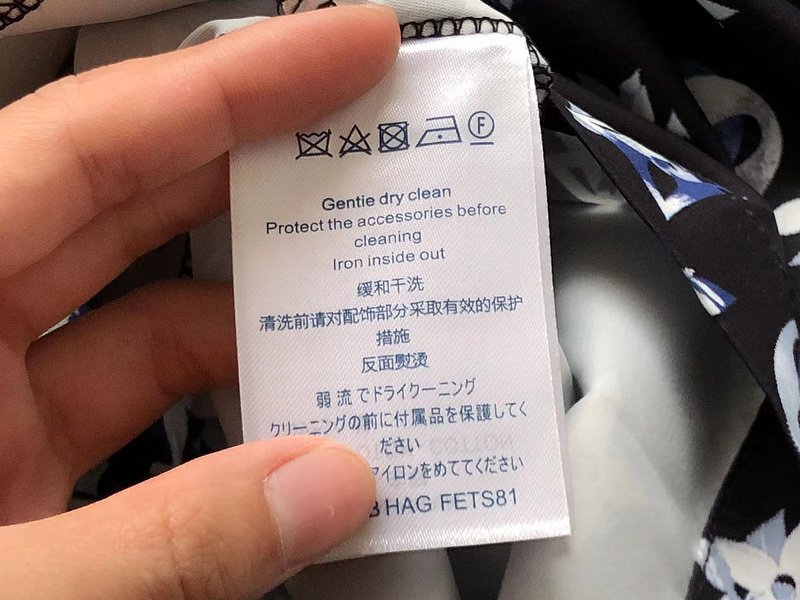 F
Gentie dry clean
Protect the accessories before
cleaning
Iron inside out
缓和干洗
清洗前请对配饰部分采取有效的保护
措施
反面熨烫
弱 流 でドライクーニング
クリーニングの前に付属品を保護してく
ださい
アイロンをめててください
HAG FETS81